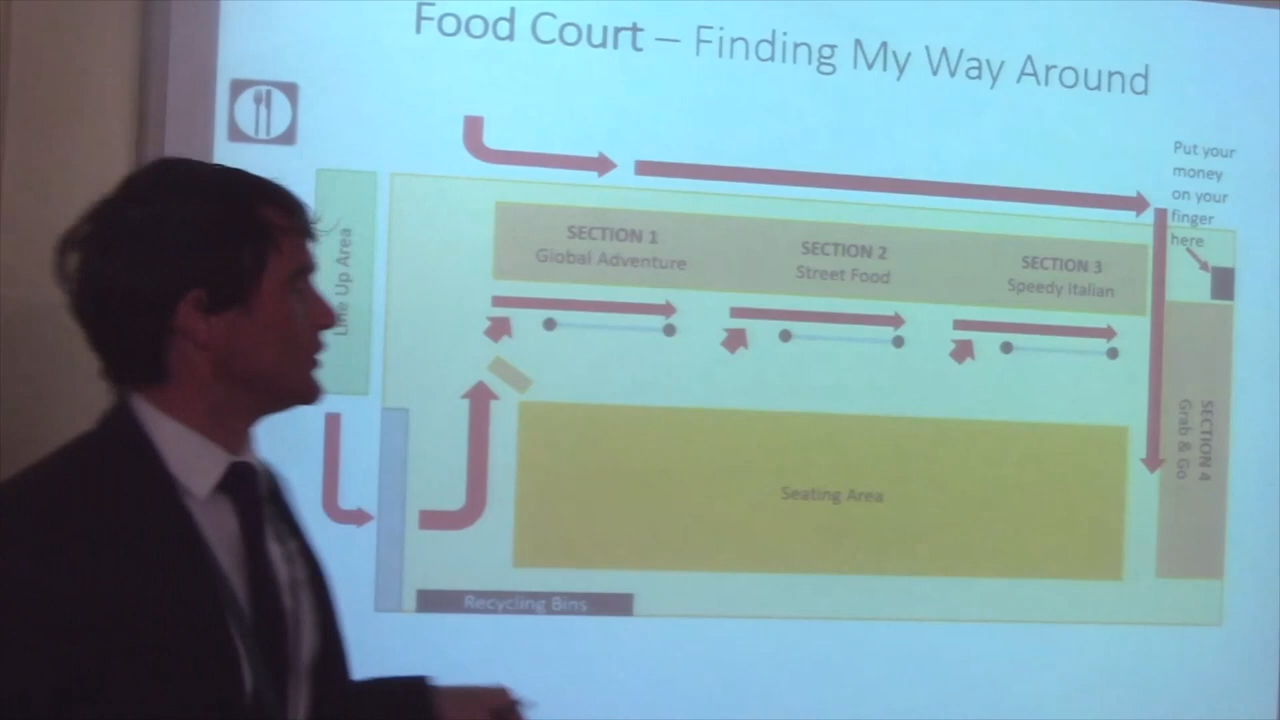 Food Court – Finding My Way Around
Put your
money
on your
finger
here
Line Up Area
SECTION 1
Global Adventure
SECTION 2
Street Food
SECTION 3
Speedy Italian
SECTION 4
Grab & Go
Seating Area
Recycling Bins